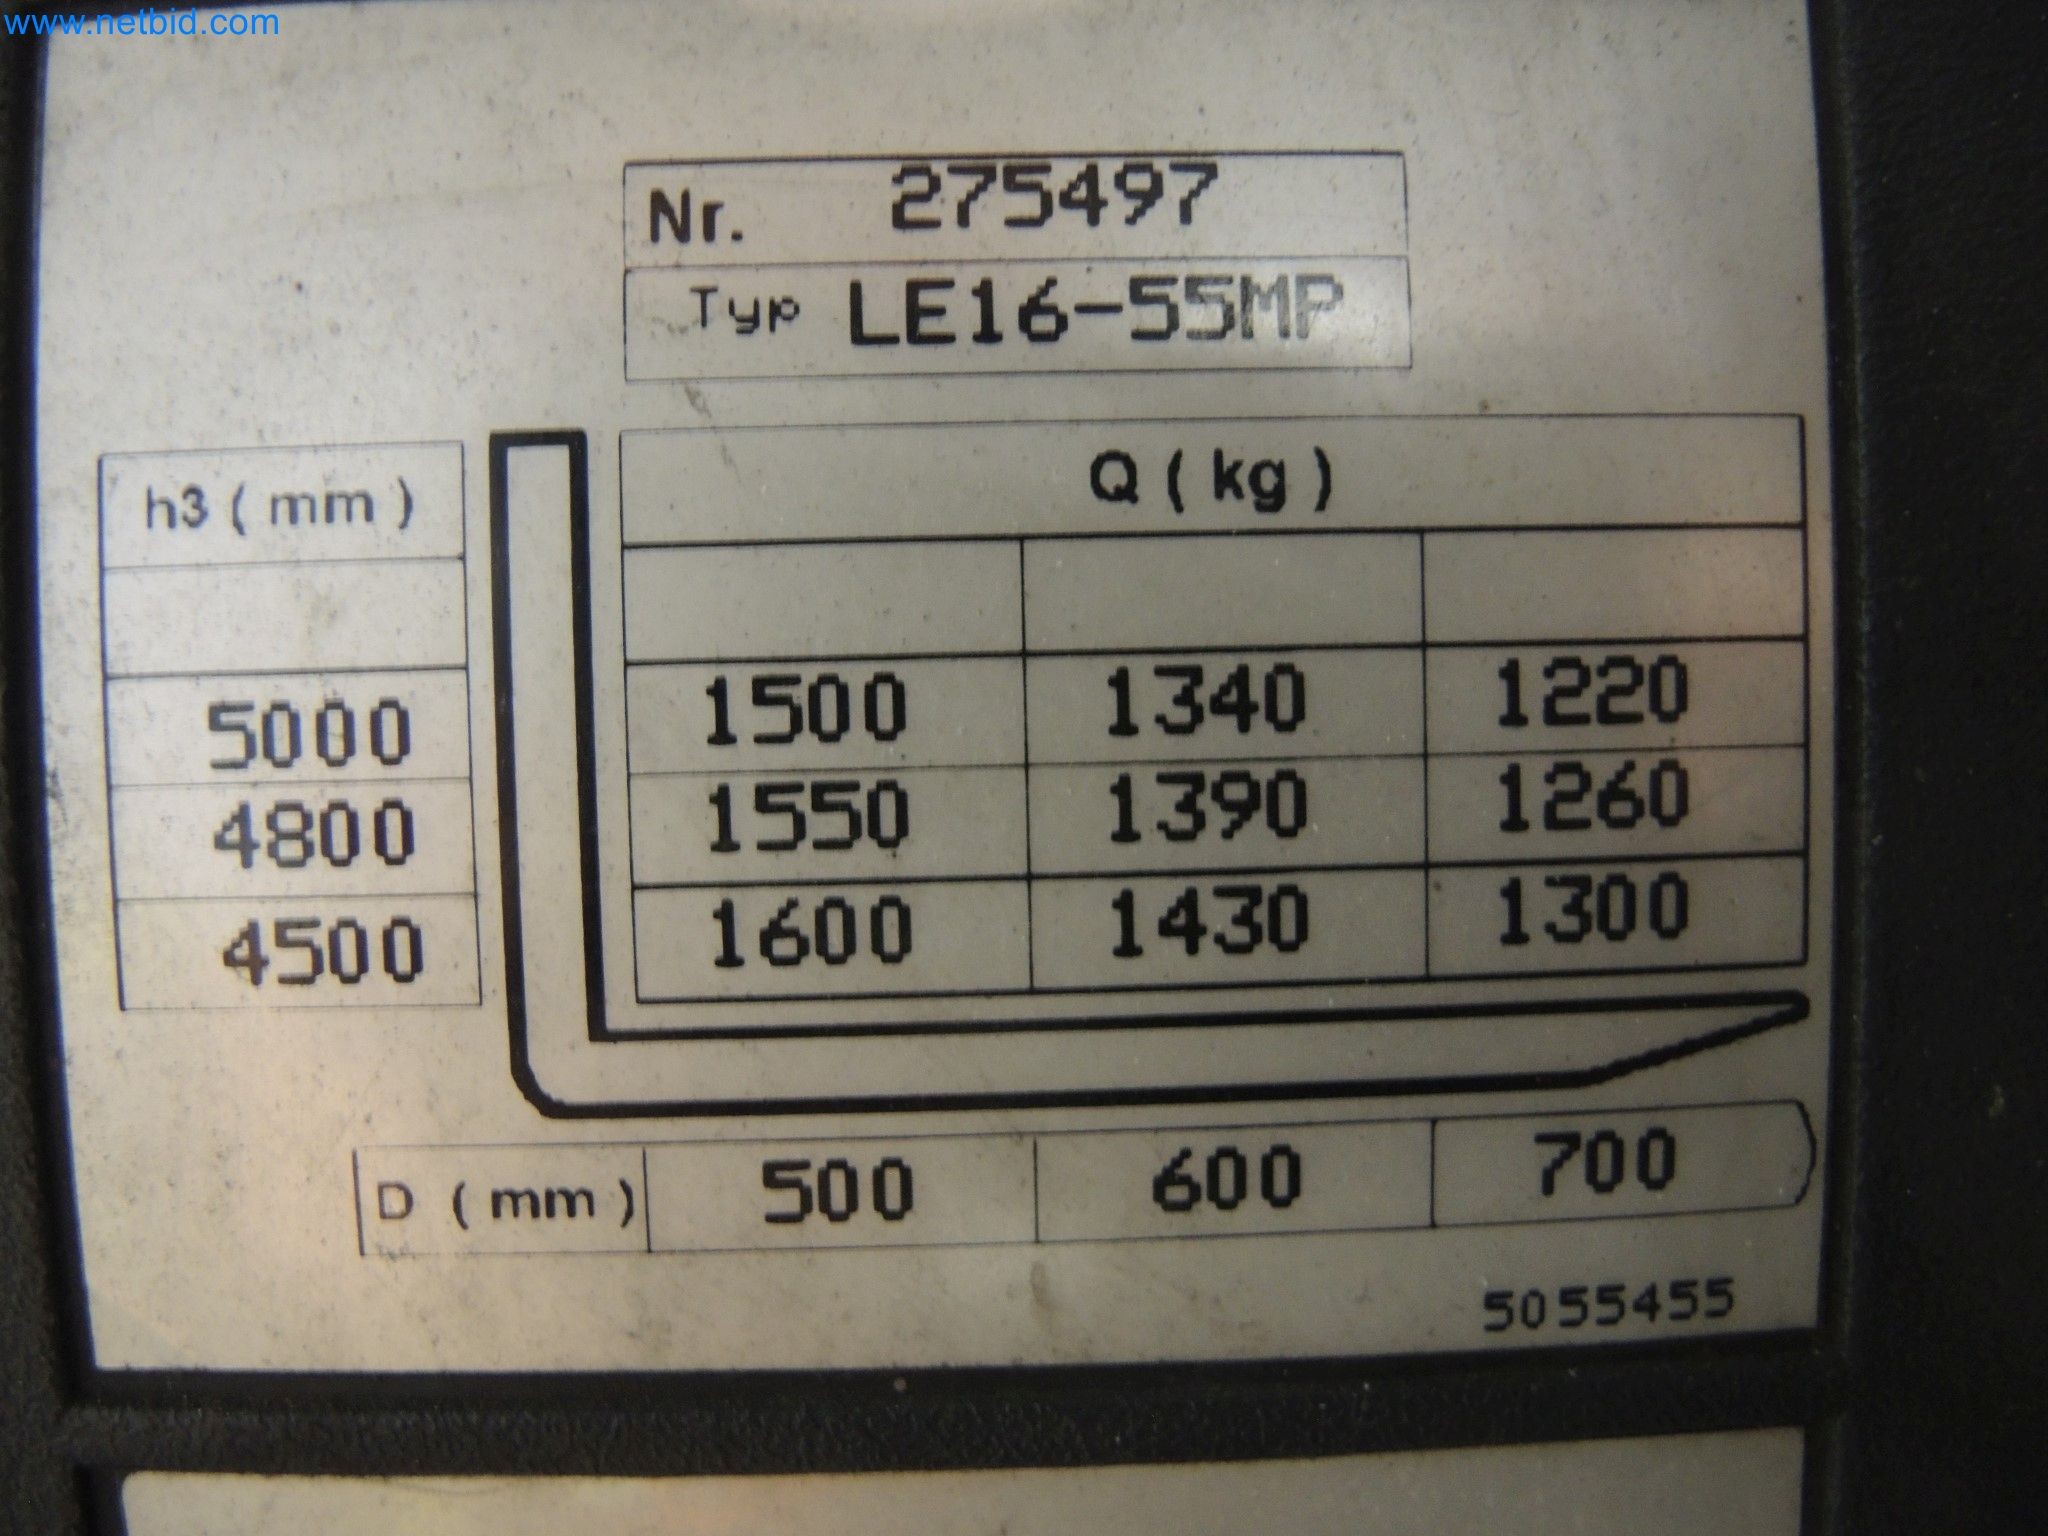 www.netbid.com
Nr. 275497
Typ LE16-55MP
h3 ( mm ) Q ( kg )
5000 1500 1340 1220
4800 1550 1390 1260
4500 1600 1430 1300
D ( mm ) 500 600 700
5055455